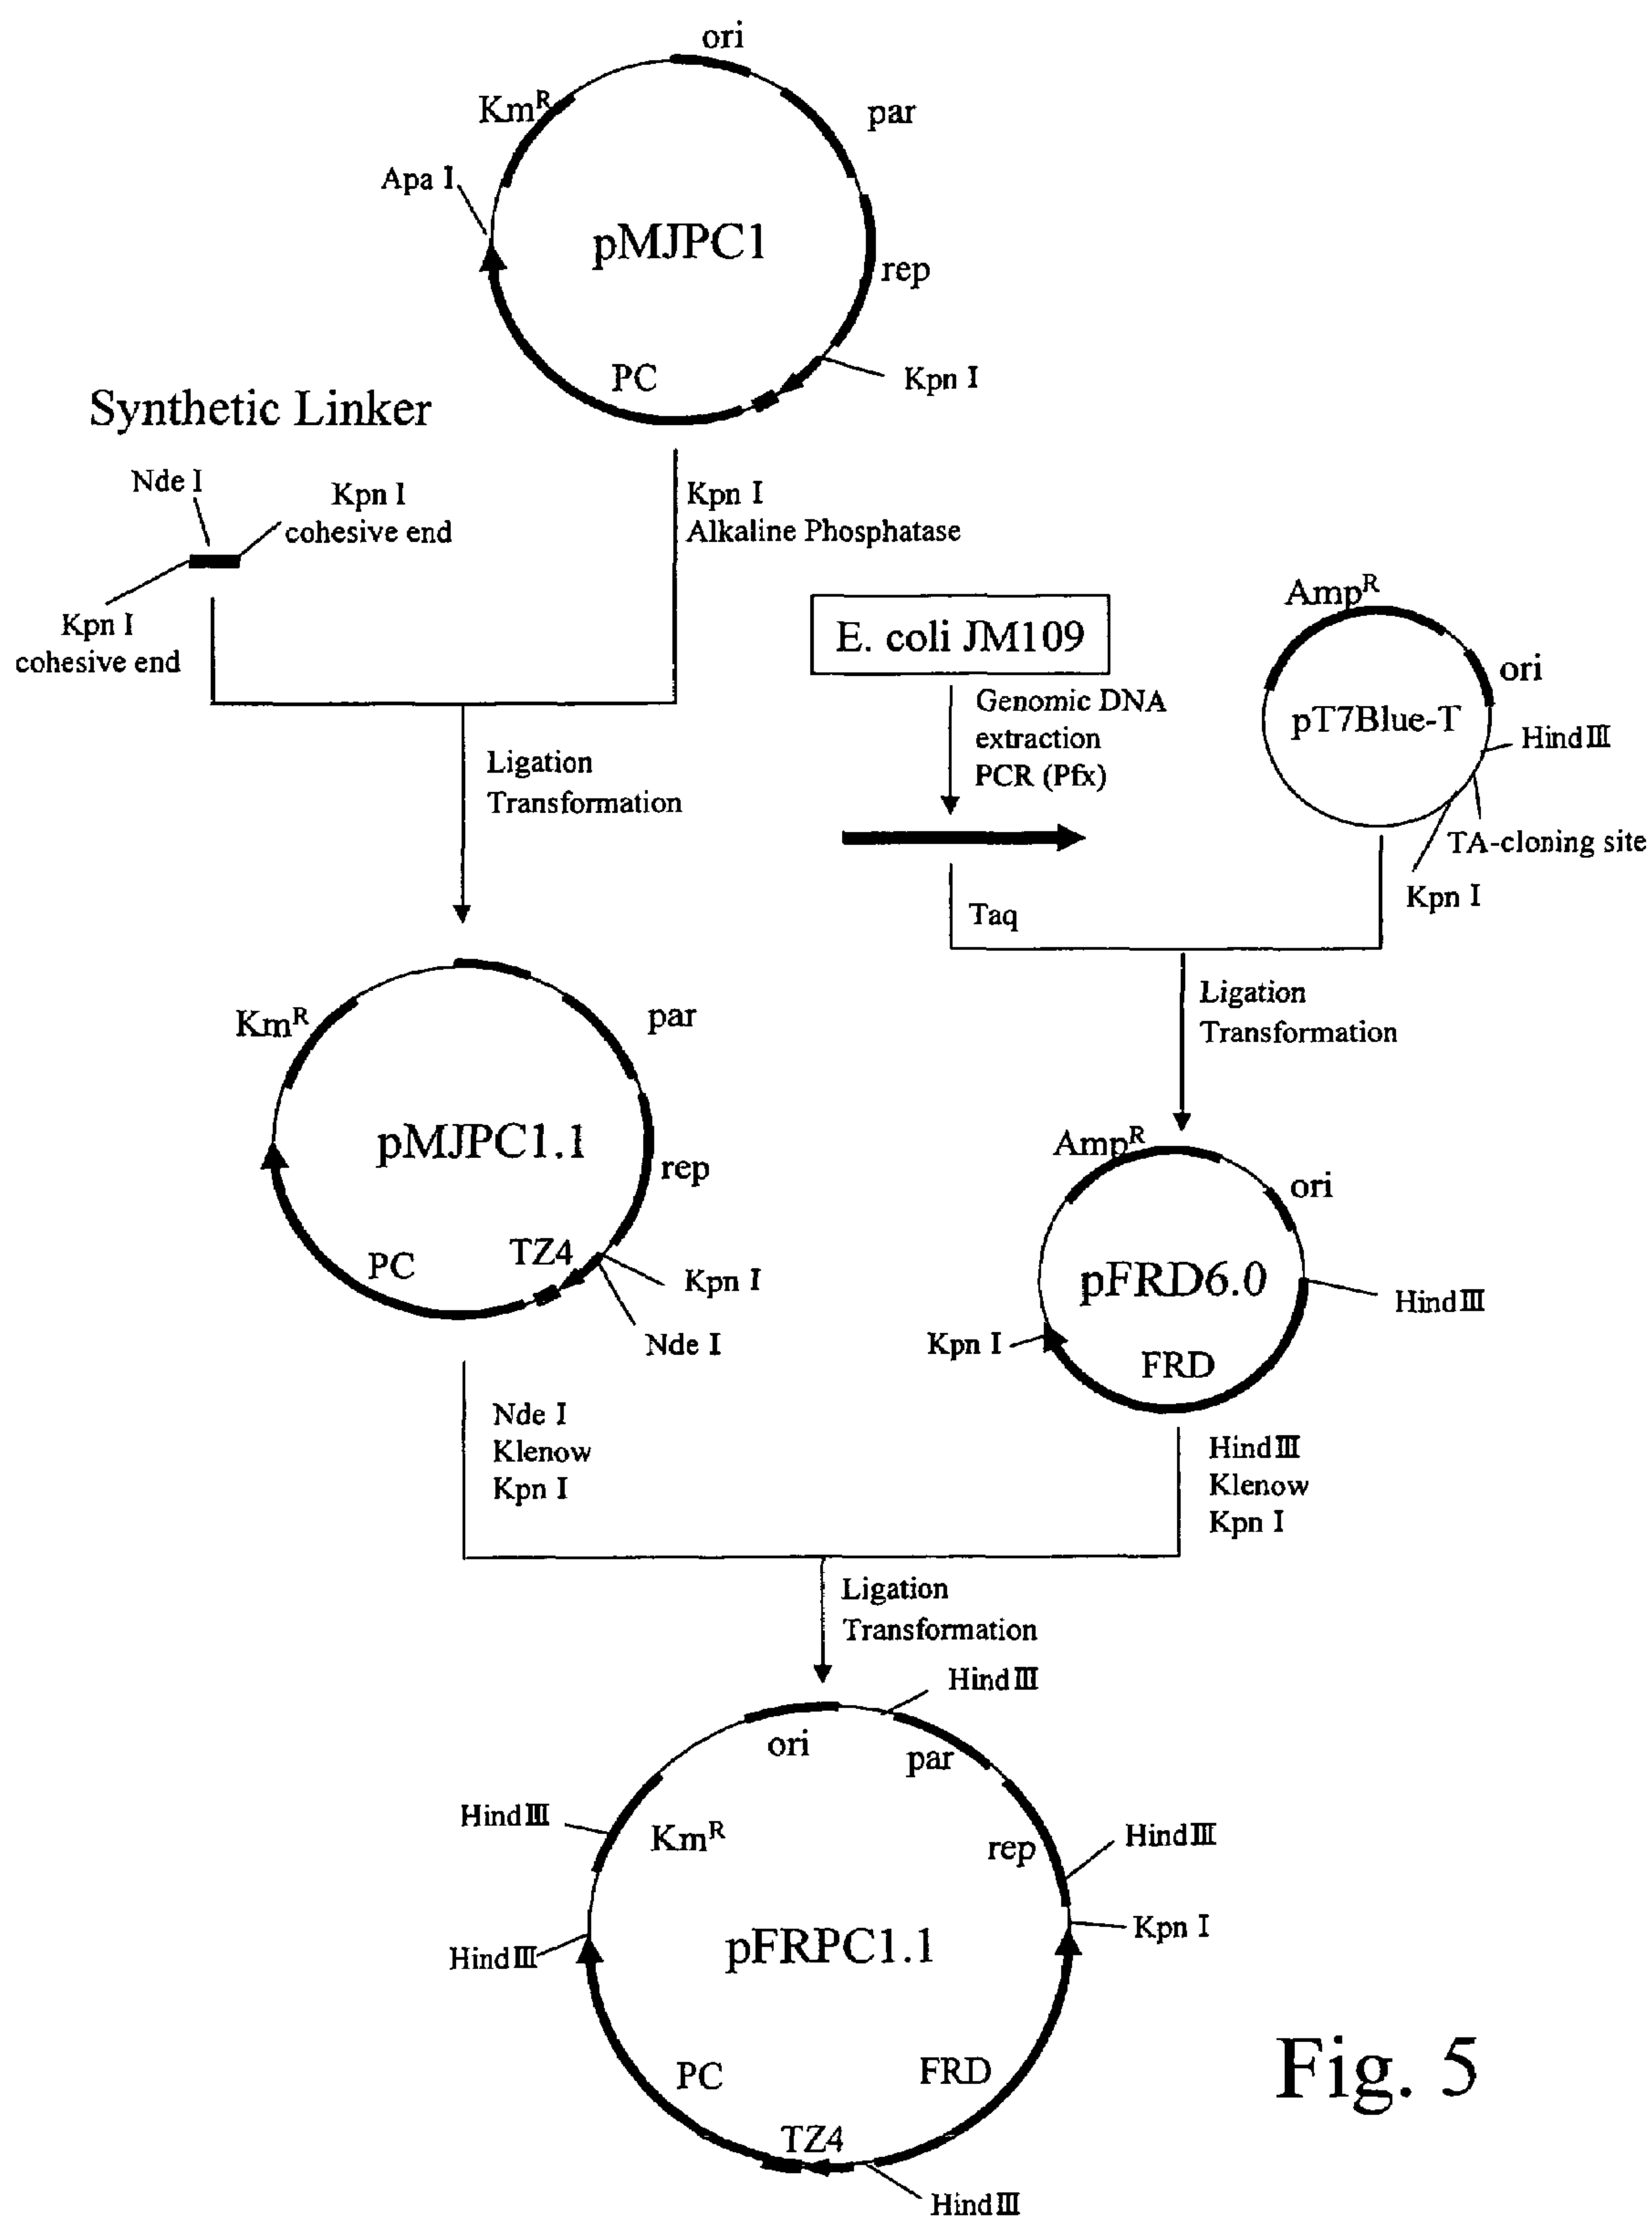 ori
Km^R
par
Apa I
pMJPC1
rep
PC
Kpn I
Synthetic Linker
Nde I
Kpn I
cohesive end
Kpn I
cohesive end
Kpn I
Alkaline Phosphatase
E. coli JM109
Genomic DNA
extraction
PCR (Pfx)
Amp^R
ori
pT7Blue-T
Hind III
TA-cloning site
Kpn I
Taq
Ligation
Transformation
Ligation
Transformation
Km^R
par
pMJPC1.1
rep
PC
TZ4
Kpn I
Nde I
Amp^R
ori
pFRD6.0
Hind III
Kpn I
FRD
Nde I
Klenow
Kpn I
Hind III
Klenow
Kpn I
Ligation
Transformation
Hind III
ori
par
Hind III
Km^R
rep
Hind III
Kpn I
Hind III
pFRPC1.1
PC
FRD
TZ4
Hind III
Fig. 5